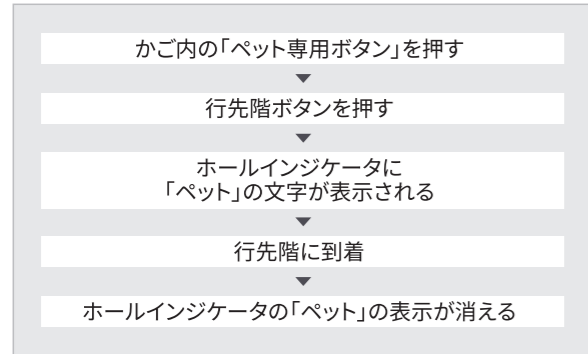 かご内の「ペット専用ボタン」を押す
行先階ボタンを押す
ホールインジケータに
「ペット」の文字が表示される
行先階に到着
ホールインジケータの「ペット」の表示が消える